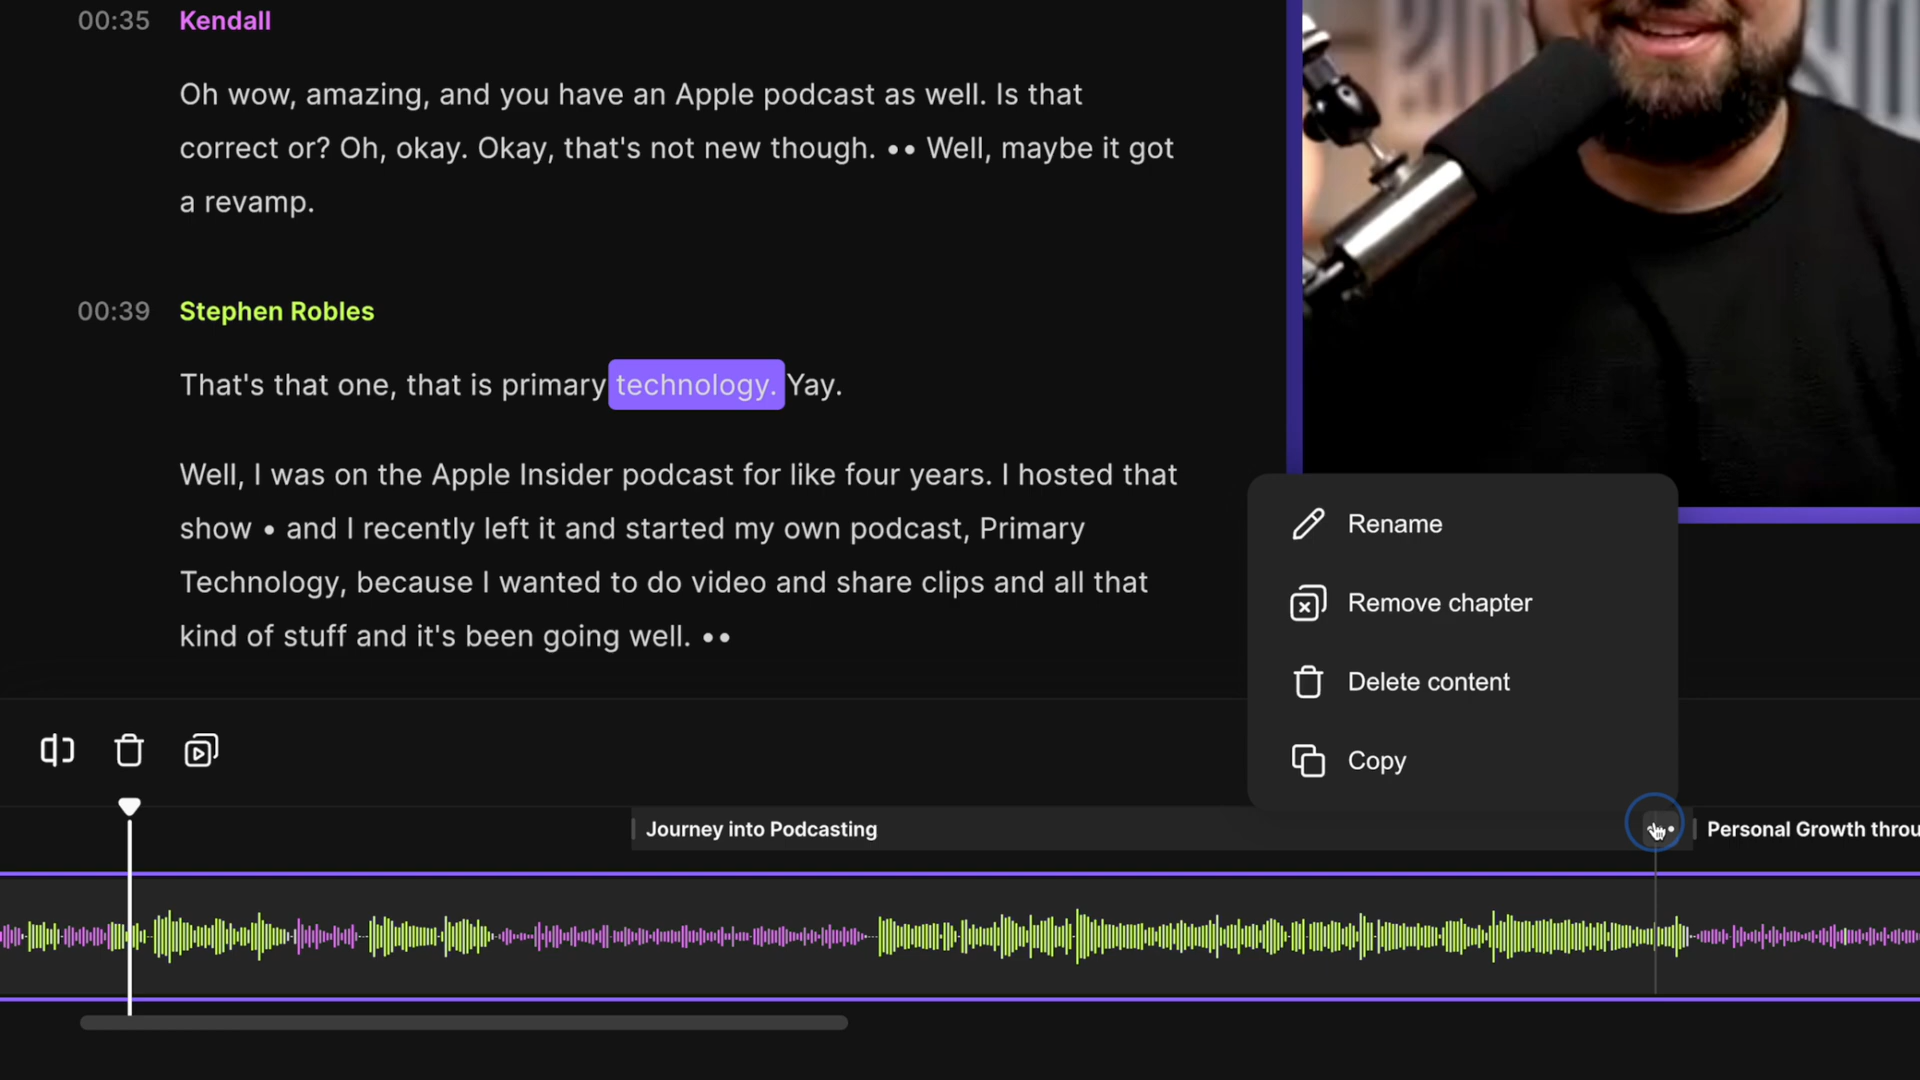 00:35 Kendall
Oh wow, amazing, and you have an Apple podcast as well. Is that
correct or? Oh, okay. Okay, that's not new though. •• Well, maybe it got
a revamp.
00:39 Stephen Robles
That's that one, that is primary technology. Yay.
Well, I was on the Apple Insider podcast for like four years. I hosted that
show • and I recently left it and started my own podcast, Primary
Technology, because I wanted to do video and share clips and all that
kind of stuff and it's been going well. ••
Rename
Remove chapter
Delete content
Copy
Journey into Podcasting
Personal Growth throu